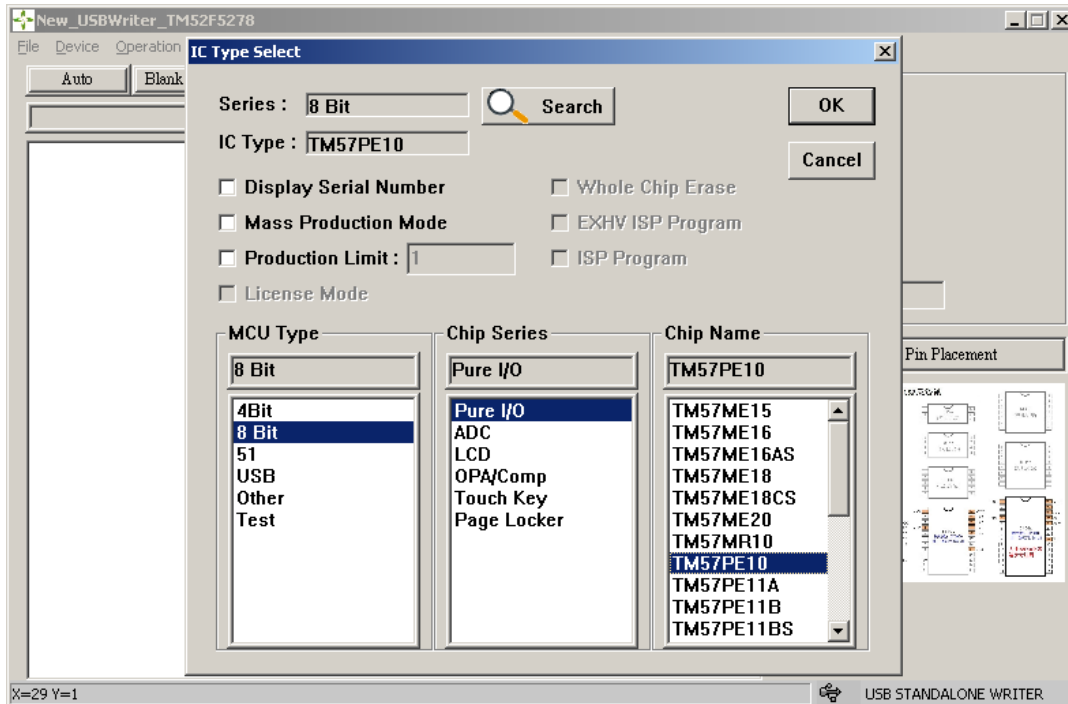 New_USBWriter_TM52F5278
File Device Operation
Auto Blank
IC Type Select
Series : 8 Bit Search OK
IC Type : TM57PE10 Cancel
Display Serial Number Whole Chip Erase
Mass Production Mode EXHV ISP Program
Production Limit : 1 ISP Program
License Mode
MCU Type
8 Bit
4Bit
8 Bit
51
USB
Other
Test
Chip Series
Pure I/O
Pure I/O
ADC
LCD
OPA/Comp
Touch Key
Page Locker
Chip Name
TM57PE10
TM57ME15
TM57ME16
TM57ME16AS
TM57ME18
TM57ME18CS
TM57ME20
TM57MR10
TM57PE10
TM57PE11A
TM57PE11B
TM57PE11BS
Pin Placement
X=29 Y=1 USB STANDALONE WRITER